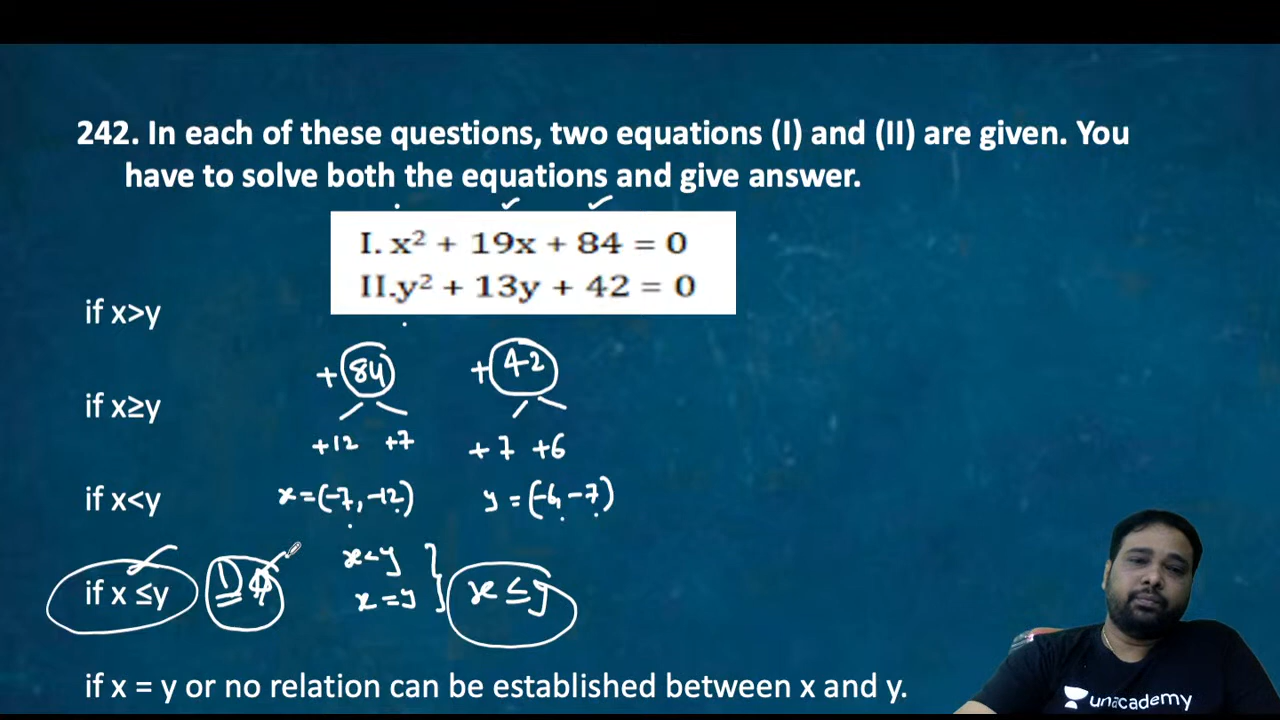 242. In each of these questions, two equations (I) and (II) are given. You
have to solve both the equations and give answer.
I. x² + 19x + 84 = 0
II.y² + 13y + 42 = 0
if x>y
+84 +42
if x≥y
+12 +7 +7 +6
if x<y x=(-7,-12) y=(-6,-7)
x<y
if x ≤y x=y x≤y
if x = y or no relation can be established between x and y.
unacademy